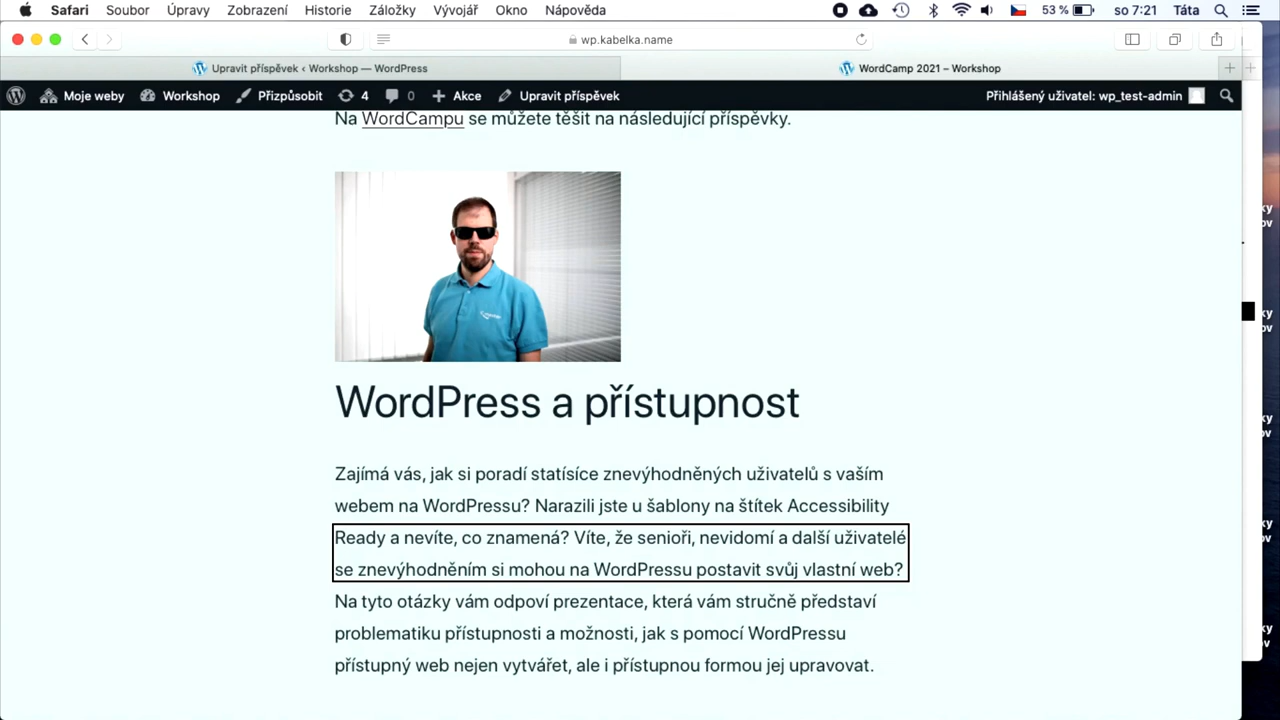 Safari Soubor Úpravy Zobrazení Historie Záložky Vývojář Okno Nápověda 53 % so 7:21 Táta
wp.kabelka.name
Upravit příspěvek ‹ Workshop — WordPress
WordCamp 2021 – Workshop
Moje weby Workshop Přizpůsobit 4 0 Akce Upravit příspěvek Přihlášený uživatel: wp_test-admin
Na WordCampu se můžete těšit na následující příspěvky.
WordPress a přístupnost
Zajímá vás, jak si poradí statísíce znevýhodněných uživatelů s vaším
webem na WordPressu? Narazili jste u šablony na štítek Accessibility
Ready a nevíte, co znamená? Víte, že senioři, nevidomí a další uživatelé
se znevýhodněním si mohou na WordPressu postavit svůj vlastní web?
Na tyto otázky vám odpoví prezentace, která vám stručně představí
problematiku přístupnosti a možnosti, jak s pomocí WordPressu
přístupný web nejen vytvářet, ale i přístupnou formou jej upravovat.